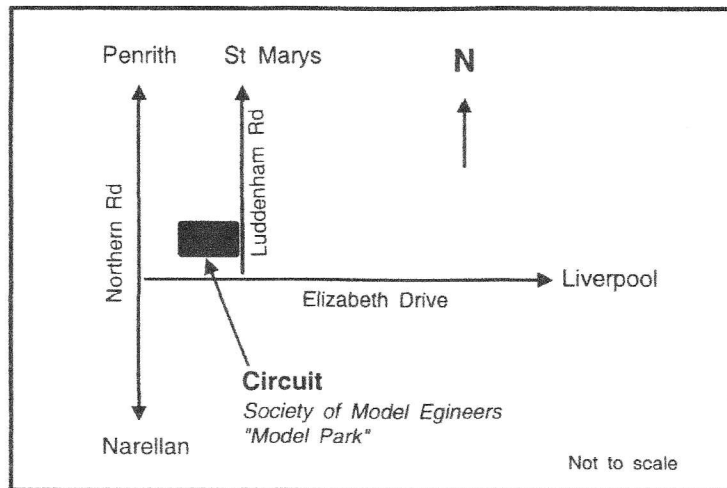 Penrith
St Marys
N
Northern Rd
Luddenham Rd
Liverpool
Elizabeth Drive
Circuit
Society of Model Egineers
"Model Park"
Narellan
Not to scale